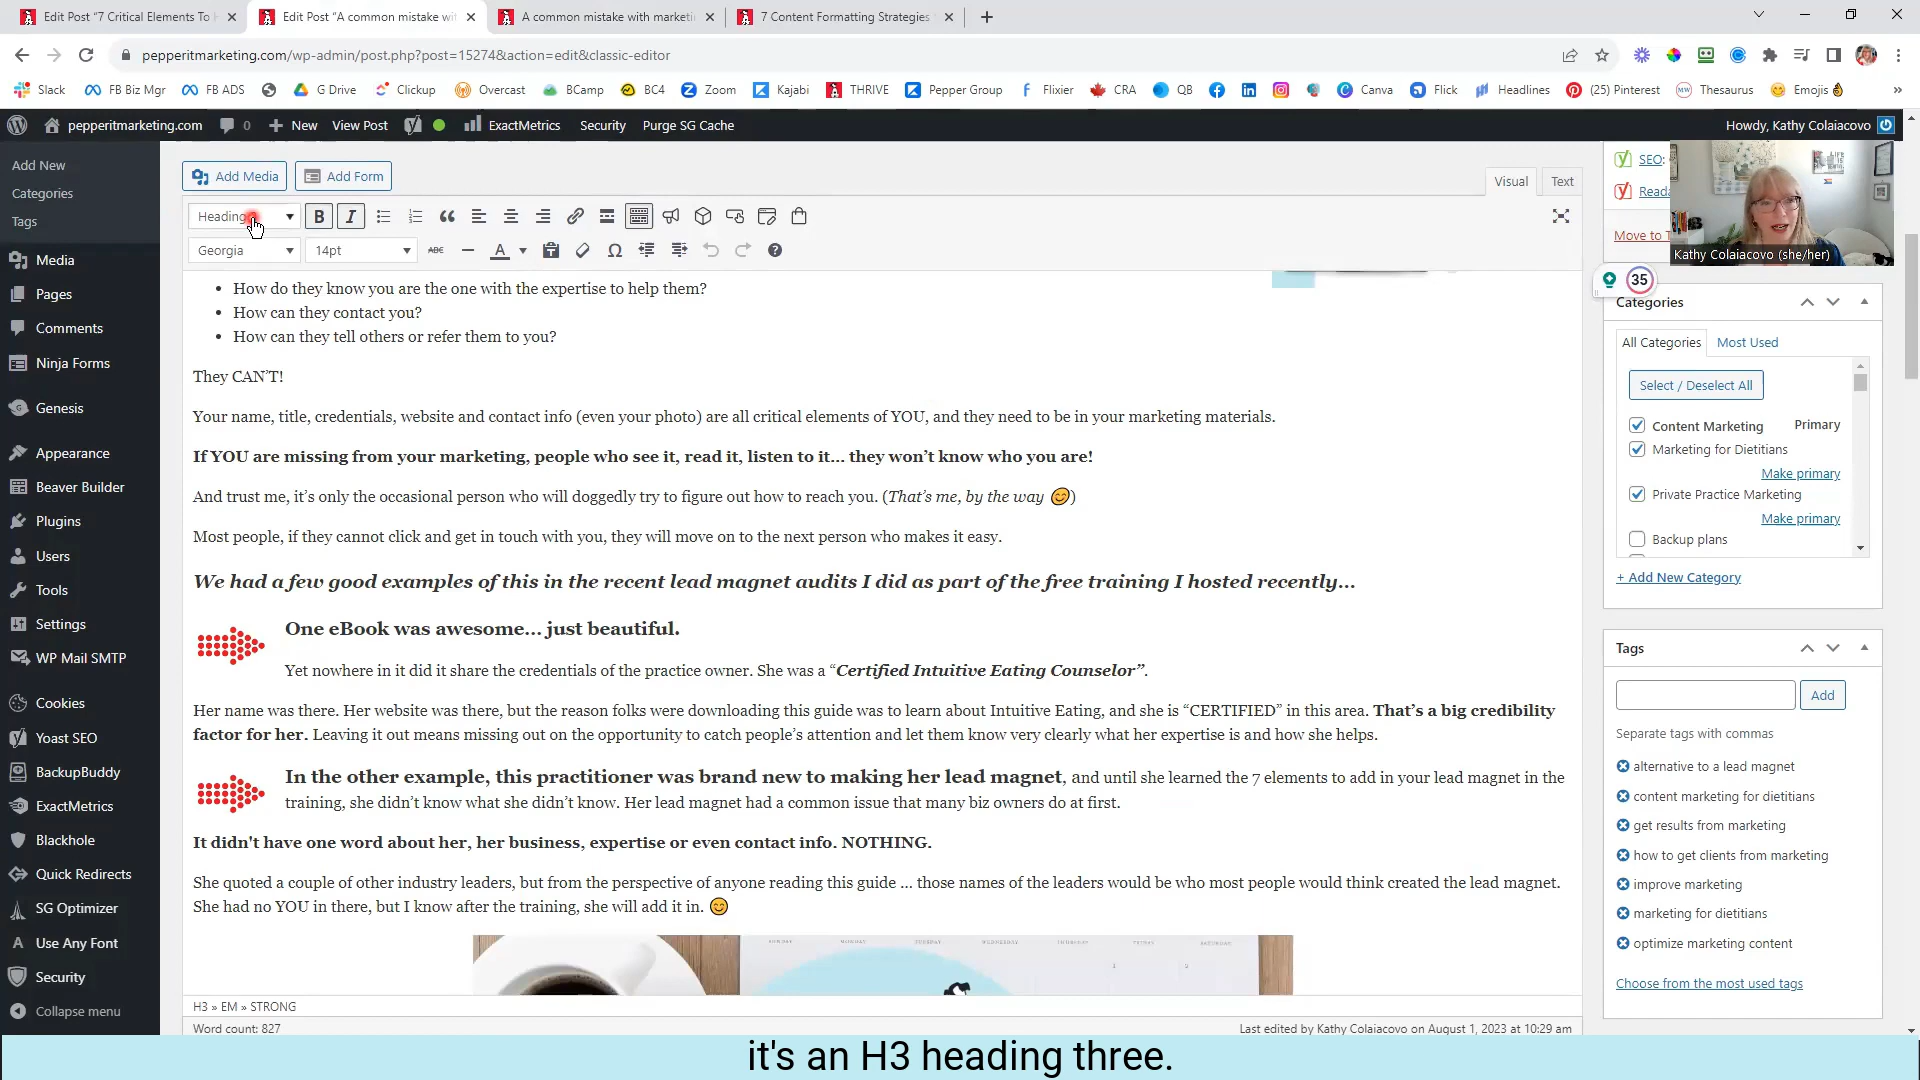 Edit Post "7 Critical Elements To H
Edit Post "A common mistake wit
A common mistake with marketi
7 Content Formatting Strategies
pepperitmarketing.com/wp-admin/post.php?post=15274&action=edit&classic-editor
Slack FB Biz Mgr FB ADS G Drive Clickup Overcast BCamp BC4 Zoom Kajabi THRIVE Pepper Group Flixier CRA QB Canva Flick Headlines (25) Pinterest Thesaurus Emojis
pepperitmarketing.com 0 New View Post ExactMetrics Security Purge SG Cache Howdy, Kathy Colaiacovo
Add New
Categories
Tags
Media
Pages
Comments
Ninja Forms
Genesis
Appearance
Beaver Builder
Plugins
Users
Tools
Settings
WP Mail SMTP
Cookies
Yoast SEO
BackupBuddy
ExactMetrics
Blackhole
Quick Redirects
SG Optimizer
Use Any Font
Security
Collapse menu
Add Media Add Form Visual Text
Heading
Georgia 14pt
• How do they know you are the one with the expertise to help them?
• How can they contact you?
• How can they tell others or refer them to you?
They CAN'T!
Your name, title, credentials, website and contact info (even your photo) are all critical elements of YOU, and they need to be in your marketing materials.
If YOU are missing from your marketing, people who see it, read it, listen to it… they won't know who you are!
And trust me, it's only the occasional person who will doggedly try to figure out how to reach you. (That's me, by the way 😊)
Most people, if they cannot click and get in touch with you, they will move on to the next person who makes it easy.
We had a few good examples of this in the recent lead magnet audits I did as part of the free training I hosted recently…
One eBook was awesome… just beautiful.
Yet nowhere in it did it share the credentials of the practice owner. She was a "Certified Intuitive Eating Counselor".
Her name was there. Her website was there, but the reason folks were downloading this guide was to learn about Intuitive Eating, and she is "CERTIFIED" in this area. That's a big credibility
factor for her. Leaving it out means missing out on the opportunity to catch people's attention and let them know very clearly what her expertise is and how she helps.
In the other example, this practitioner was brand new to making her lead magnet, and until she learned the 7 elements to add in your lead magnet in the
training, she didn't know what she didn't know. Her lead magnet had a common issue that many biz owners do at first.
It didn't have one word about her, her business, expertise or even contact info. NOTHING.
She quoted a couple of other industry leaders, but from the perspective of anyone reading this guide … those names of the leaders would be who most people would think created the lead magnet.
She had no YOU in there, but I know after the training, she will add it in. 😊
SUNDAY MONDAY TUESDAY WEDNESDAY THURSDAY FRIDAY SATURDAY
H3 » EM » STRONG
Word count: 827
Last edited by Kathy Colaiacovo on August 1, 2023 at 10:29 am
SEO:
Reada
Move to T
Kathy Colaiacovo (she/her)
35
Categories
All Categories Most Used
Select / Deselect All
Content Marketing Primary
Marketing for Dietitians
Make primary
Private Practice Marketing
Make primary
Backup plans
+ Add New Category
Tags
Add
Separate tags with commas
alternative to a lead magnet
content marketing for dietitians
get results from marketing
how to get clients from marketing
improve marketing
marketing for dietitians
optimize marketing content
Choose from the most used tags
it's an H3 heading three.